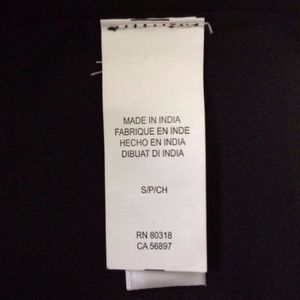 MADE IN INDIA
FABRIQUE EN INDE
HECHO EN INDIA
DIBUAT DI INDIA
S/P/CH
RN 80318
CA 56897